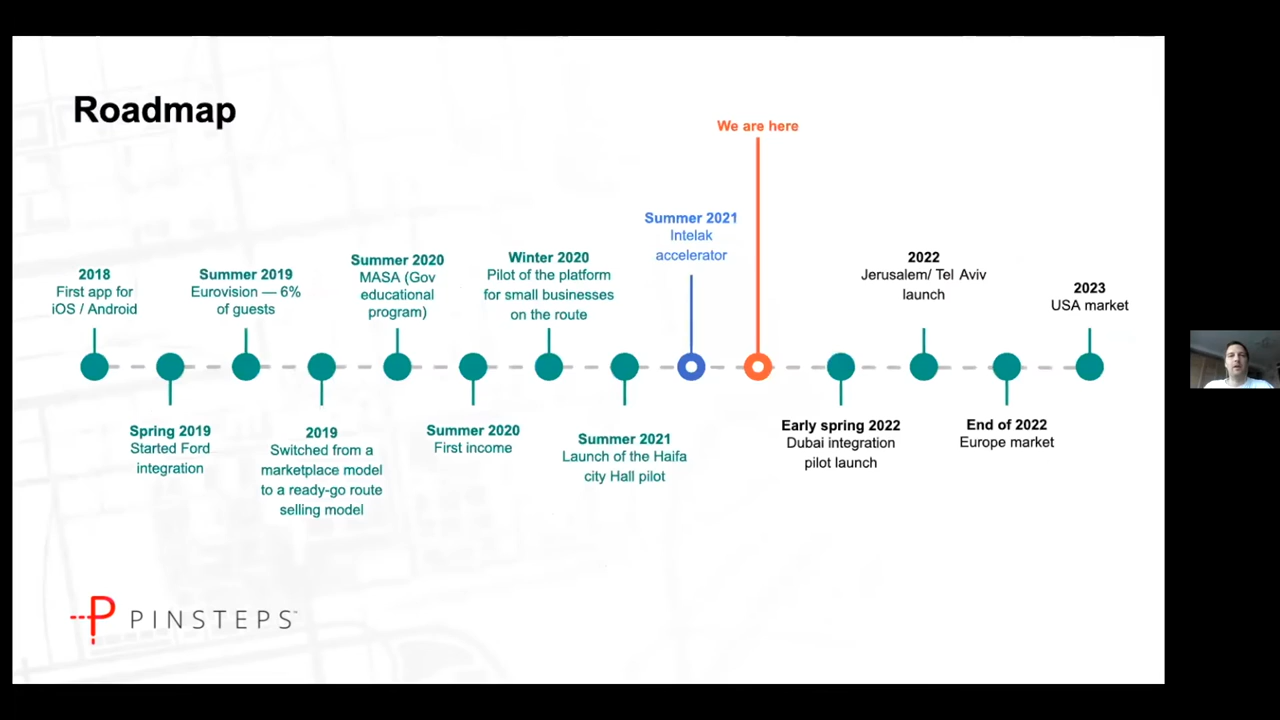 Roadmap
We are here
Summer 2021
Intelak
accelerator
2018
First app for
iOS / Android
Summer 2019
Eurovision — 6%
of guests
Summer 2020
MASA (Gov
educational
program)
Winter 2020
Pilot of the platform
for small businesses
on the route
2022
Jerusalem/ Tel Aviv
launch
2023
USA market
Spring 2019
Started Ford
integration
2019
Switched from a
marketplace model
to a ready-go route
selling model
Summer 2020
First income
Summer 2021
Launch of the Haifa
city Hall pilot
Early spring 2022
Dubai integration
pilot launch
End of 2022
Europe market
P PINSTEPS™